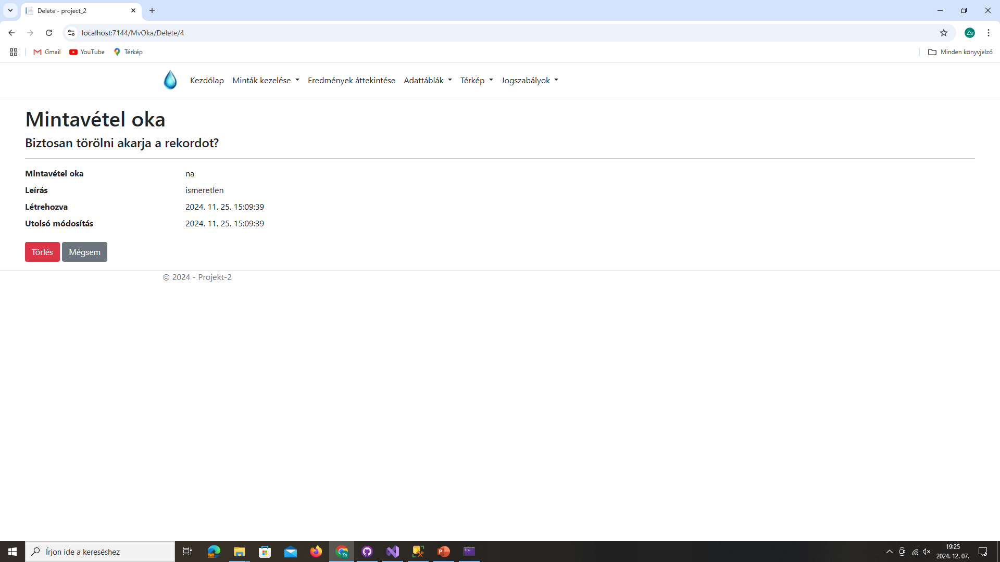 Delete - project_2
localhost:7144/MvOka/Delete/4
Zs
Gmail YouTube Térkép Minden könyvjelző
Kezdőlap Minták kezelése Eredmények áttekintése Adattáblák Térkép Jogszabályok
Mintavétel oka
Biztosan törölni akarja a rekordot?
Mintavétel oka na
Leírás ismeretlen
Létrehozva 2024. 11. 25. 15:09:39
Utolsó módosítás 2024. 11. 25. 15:09:39
Törlés Mégsem
© 2024 - Projekt-2
Írjon ide a kereséshez
Zs
19:25
2024. 12. 07.